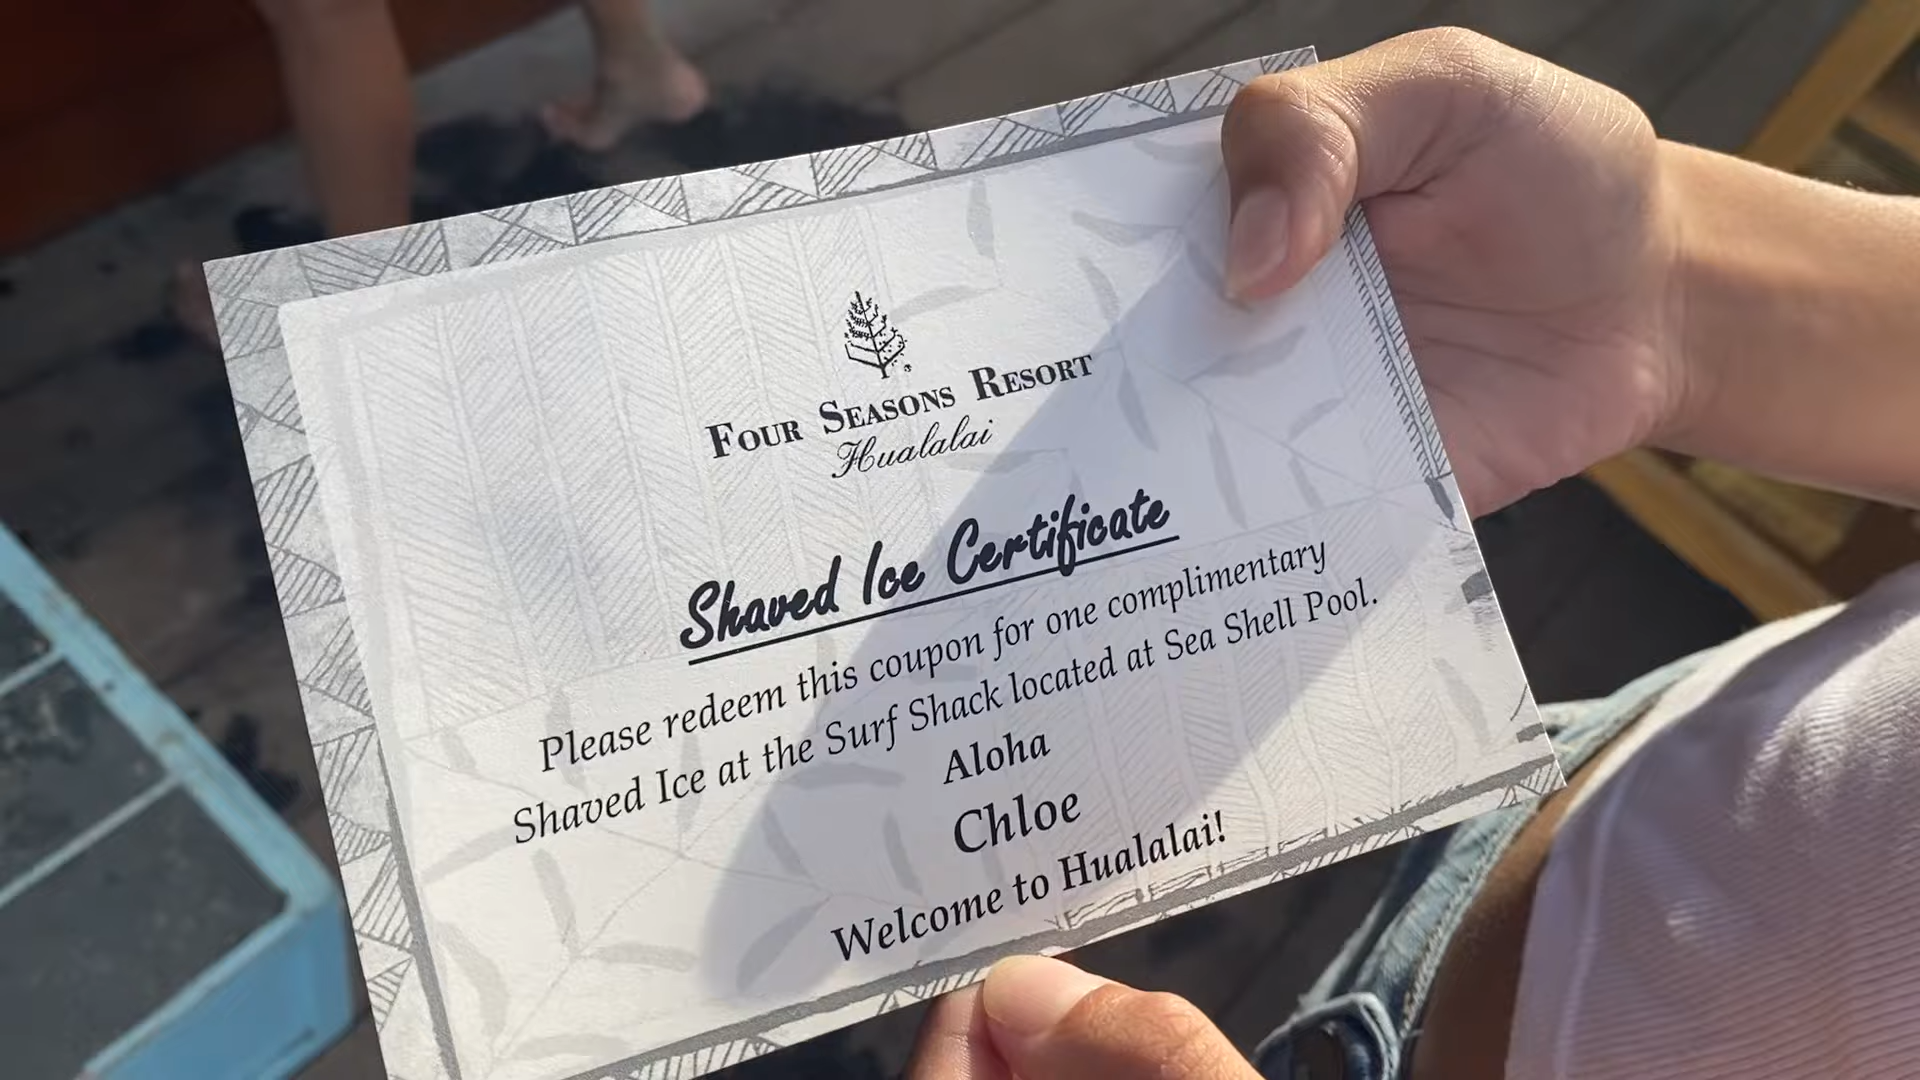 FOUR SEASONS RESORT
Hualalai
Shaved Ice Certificate
Please redeem this coupon for one complimentary
Shaved Ice at the Surf Shack located at Sea Shell Pool.
Aloha
Chloe
Welcome to Hualalai!